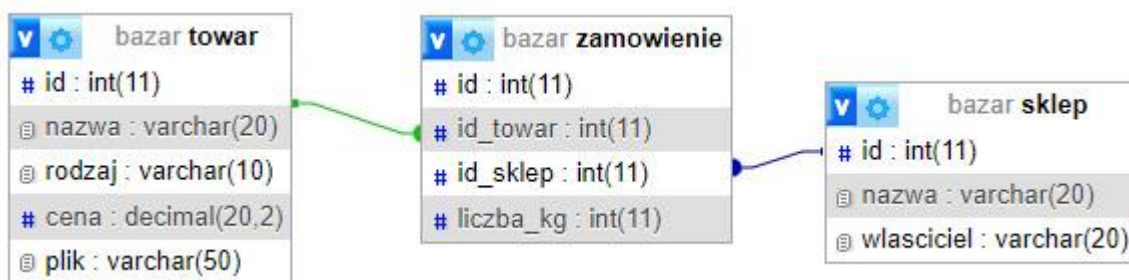 bazar towar
# id : int(11)
nazwa : varchar(20)
rodzaj : varchar(10)
# cena : decimal(20,2)
plik : varchar(50)
bazar zamowienie
# id : int(11)
# id_towar : int(11)
# id_sklep : int(11)
# liczba_kg : int(11)
bazar sklep
# id : int(11)
nazwa : varchar(20)
wlasciciel : varchar(20)